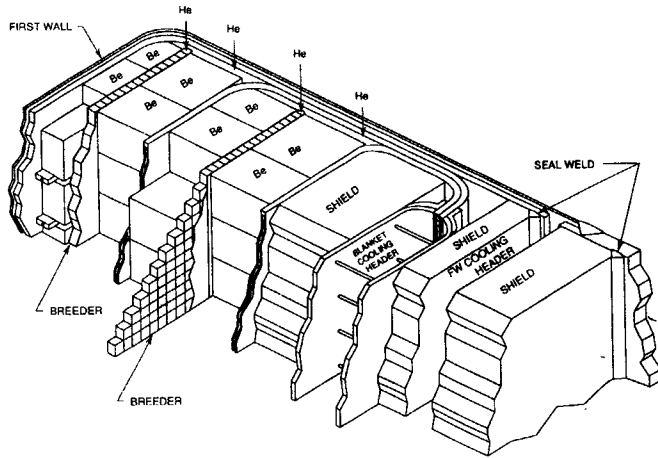 He
FIRST WALL
He
He
He
Be
Be
Be
Be
Be
Be
Be
Be
Be
Be
SEAL WELD
SHIELD
BLANKET
COOLING
HEADER
SHIELD
FW COOLING
HEADER
SHIELD
BREEDER
BREEDER